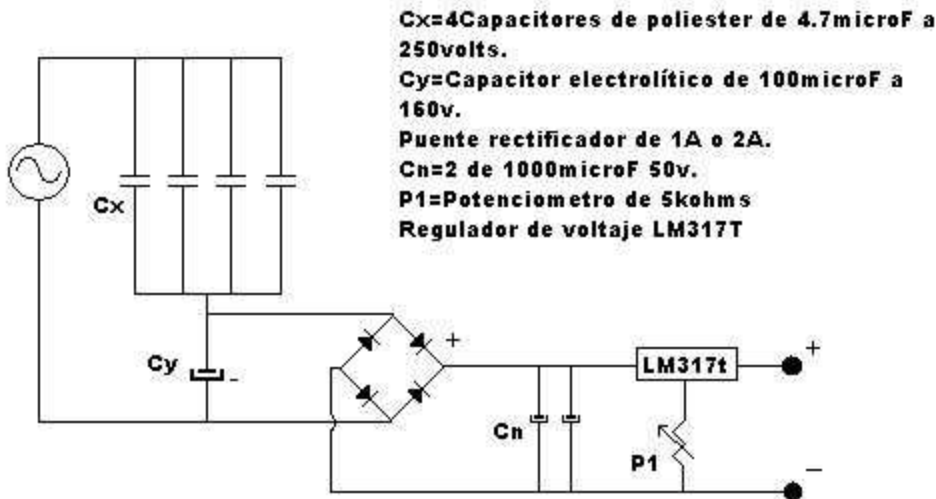 Cx=4Capacitores de poliester de 4.7microF a
250volts.
Cy=Capacitor electrolítico de 100microF a
160v.
Puente rectificador de 1A o 2A.
Cn=2 de 1000microF 50v.
P1=Potenciometro de 5kohms
Regulador de voltaje LM317T
Cx
Cy
-
+
LM317t
+
Cn
P1
-